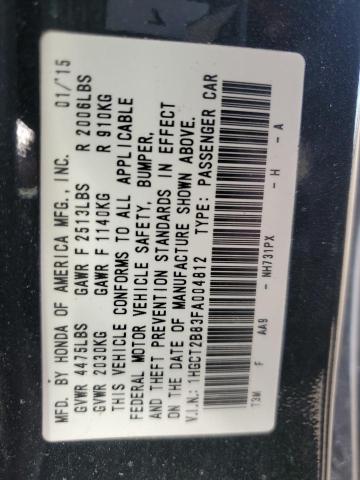 MFD. BY HONDA OF AMERICA MFG., INC. 01/'15
GVWR 4475LBS GAWR F 2513LBS R 2006LBS
GVWR 2030KG GAWR F 1140KG R 910KG
THIS VEHICLE CONFORMS TO ALL APPLICABLE
FEDERAL MOTOR VEHICLE SAFETY, BUMPER,
AND THEFT PREVENTION STANDARDS IN EFFECT
ON THE DATE OF MANUFACTURE SHOWN ABOVE.
V.I.N.: 1HGCT2B83FA004612 TYPE: PASSENGER CAR
T3M F AA9 - NH731PX - H - A